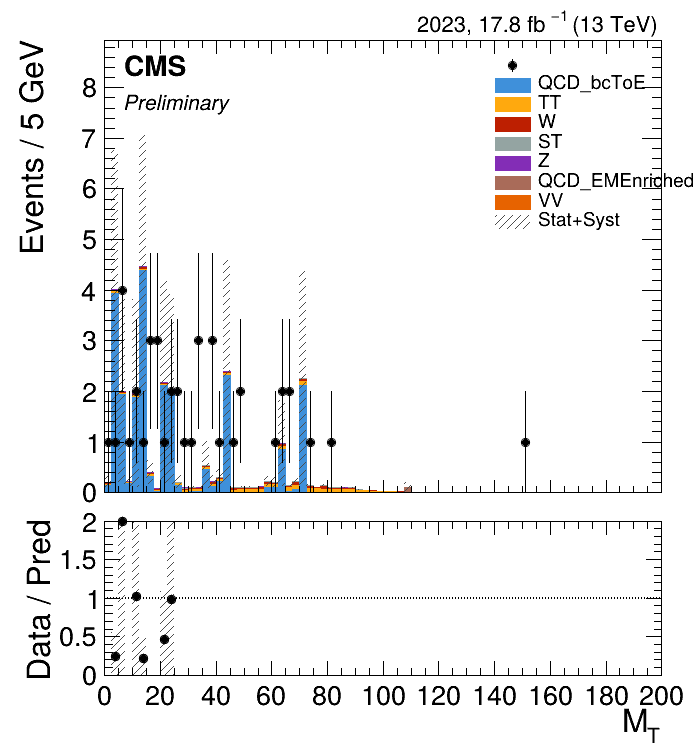 2023, 17.8 fb⁻¹ (13 TeV)
CMS
Preliminary
QCD_bcToE
TT
W
ST
Z
QCD_EMEnriched
VV
Stat+Syst
Events / 5 GeV
8
7
6
5
4
3
2
1
0
Data / Pred
2
1.5
1
0.5
0
0 20 40 60 80 100 120 140 160 180 200
M_T